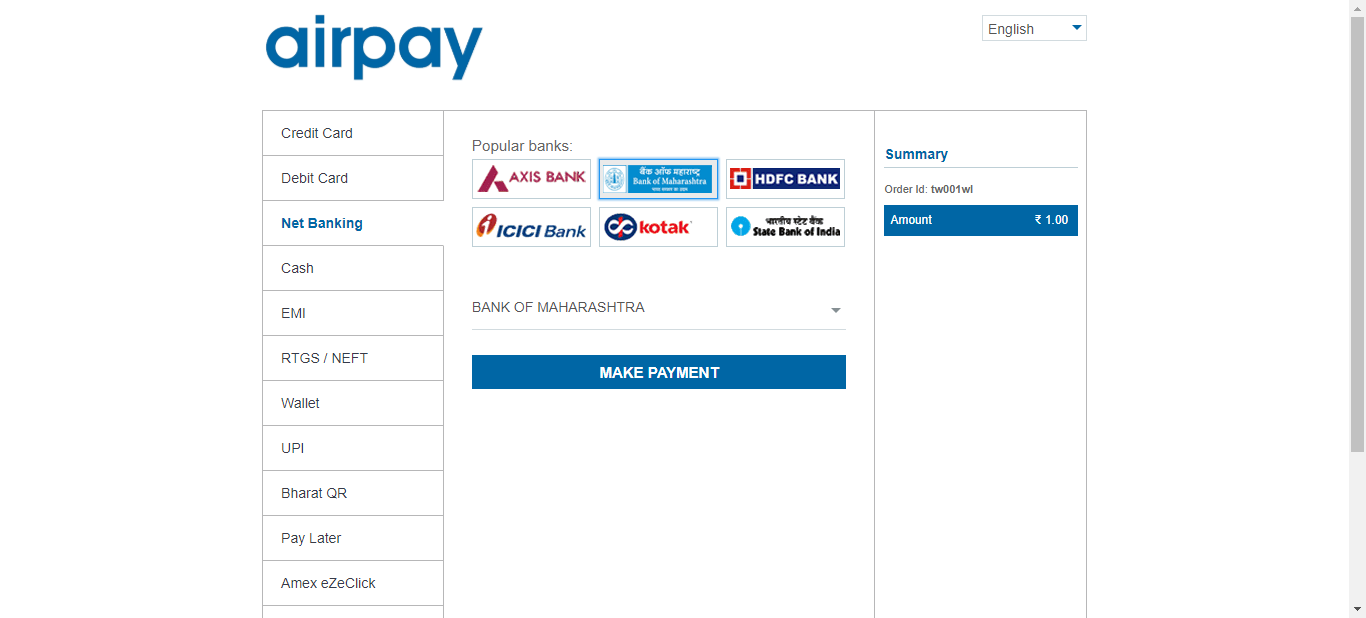 airpay
English
Credit Card
Debit Card
Net Banking
Cash
EMI
RTGS / NEFT
Wallet
UPI
Bharat QR
Pay Later
Amex eZeClick
Popular banks:
AXIS BANK
बैंक ऑफ महाराष्ट्र
Bank of Maharashtra
HDFC BANK
ICICI Bank
kotak
भारतीय स्टेट बैंक
State Bank of India
BANK OF MAHARASHTRA
MAKE PAYMENT
Summary
Order Id: tw001wl
Amount ₹ 1.00